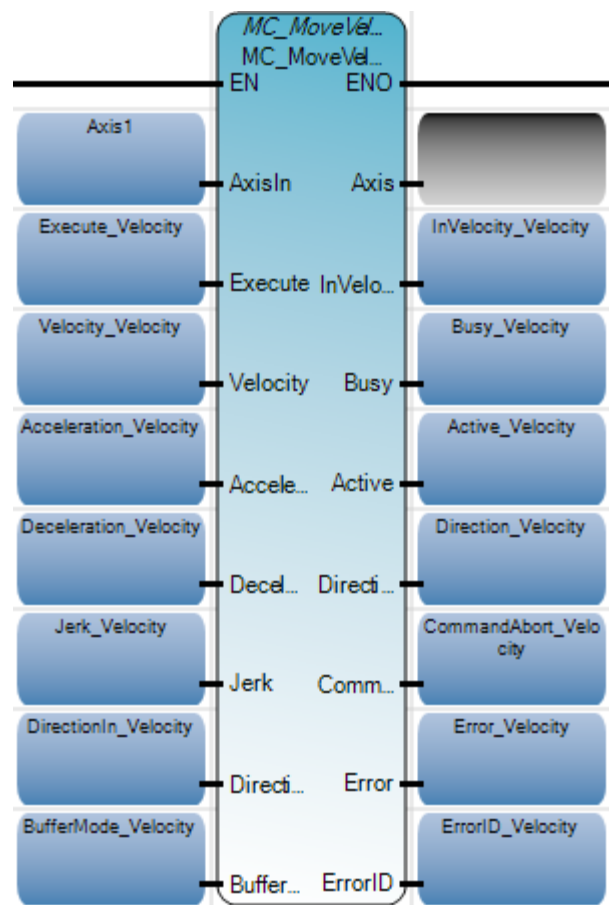 MC_MoveVel...
MC_MoveVel...
EN ENO
Axis1
AxisIn Axis
Execute_Velocity InVelocity_Velocity
Execute InVelo...
Velocity_Velocity Busy_Velocity
Velocity Busy
Acceleration_Velocity Active_Velocity
Accele... Active
Deceleration_Velocity Direction_Velocity
Decel... Directi...
Jerk_Velocity CommandAbort_Velo
city
Jerk Comm...
DirectionIn_Velocity Error_Velocity
Directi... Error
BufferMode_Velocity ErrorID_Velocity
Buffer... ErrorID